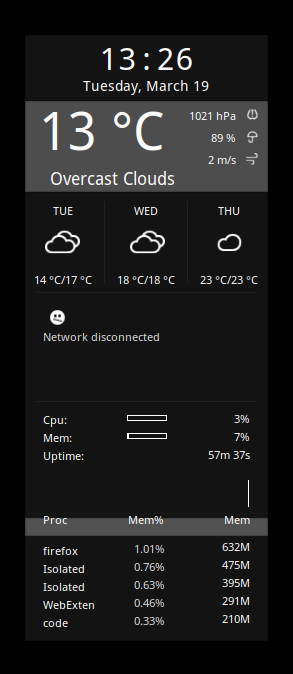 13:26
Tuesday, March 19
13 °C
1021 hPa
89 %
2 m/s
Overcast Clouds
TUE WED THU
14 °C/17 °C 18 °C/18 °C 23 °C/23 °C
Network disconnected
Cpu: 3%
Mem: 7%
Uptime: 57m 37s
Proc Mem% Mem
firefox 1.01% 632M
Isolated 0.76% 475M
Isolated 0.63% 395M
WebExten 0.46% 291M
code 0.33% 210M